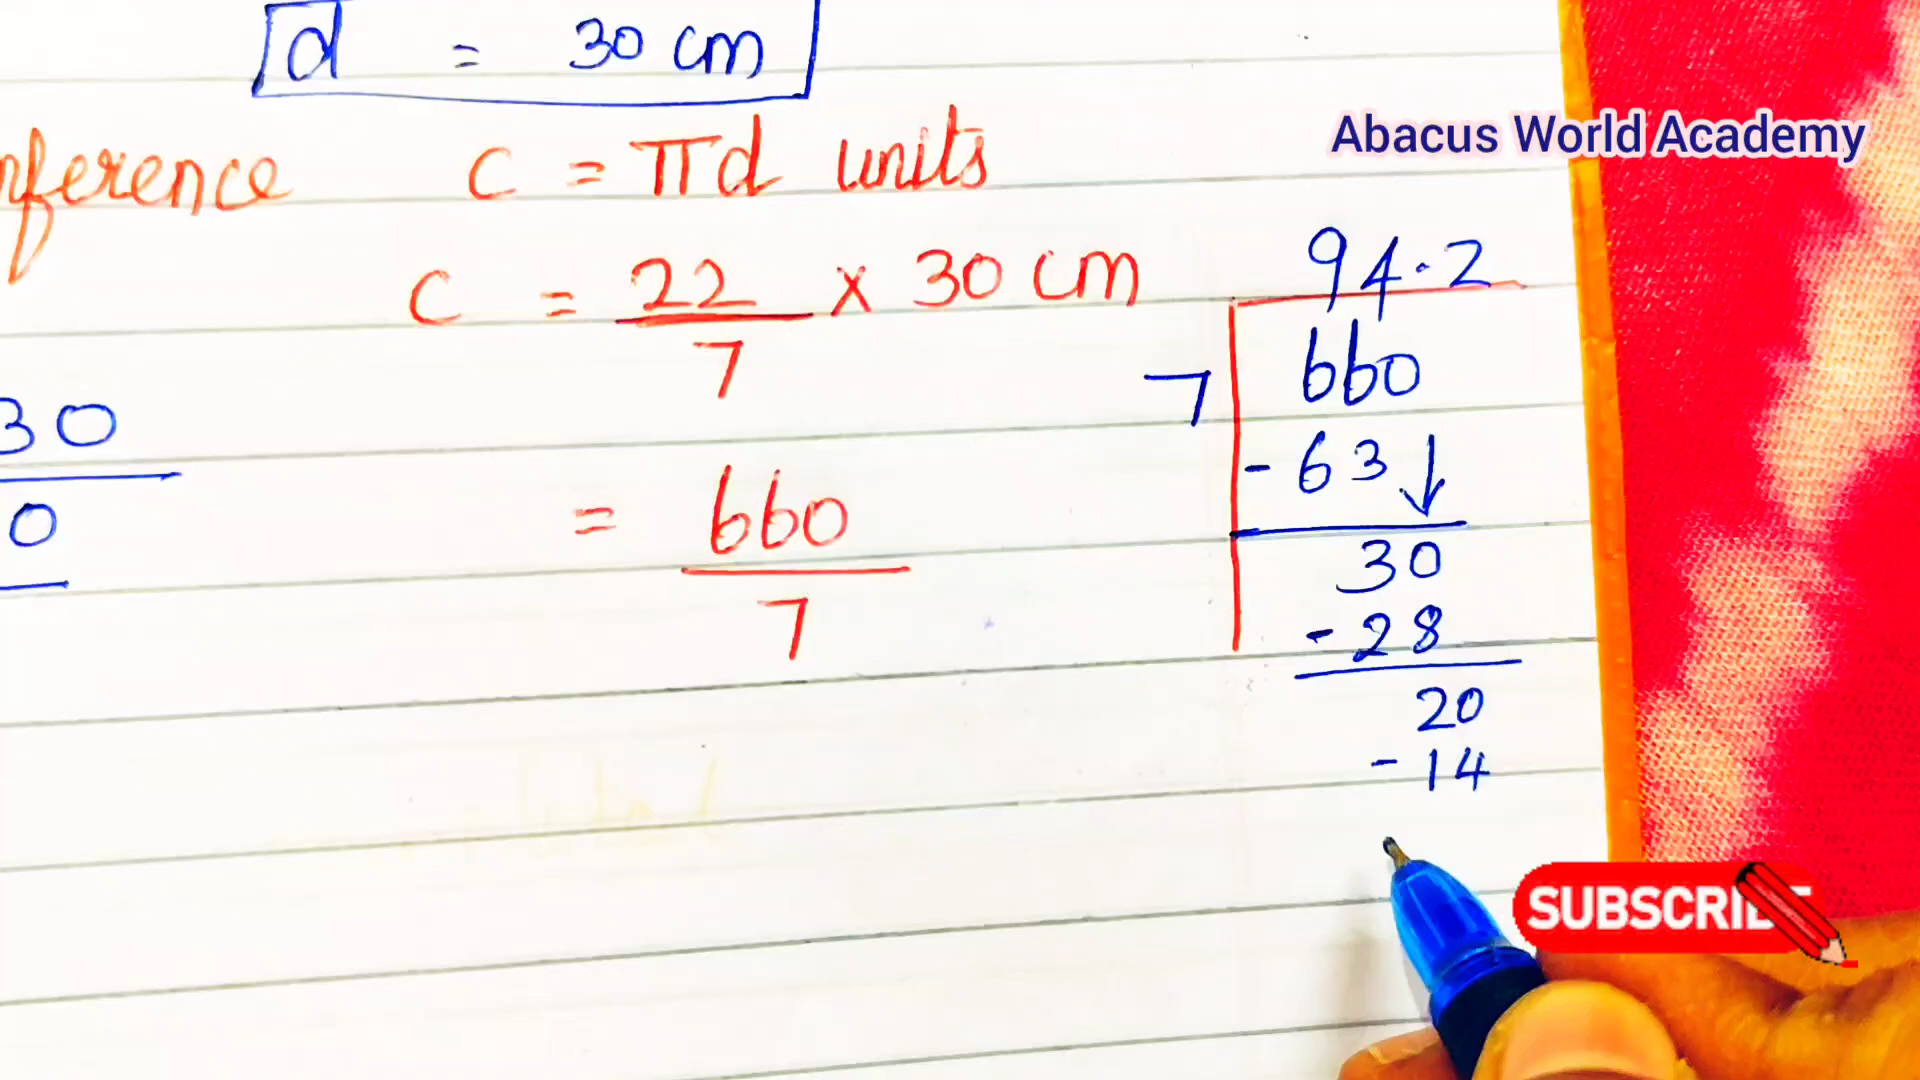 d = 30 cm
Abacus World Academy
nference C = πd units
C = 22/7 x 30 cm
94.2
7 660
30
- 63 ↓
0
= 660/7
30
- 28
20
- 14
SUBSCRIBE